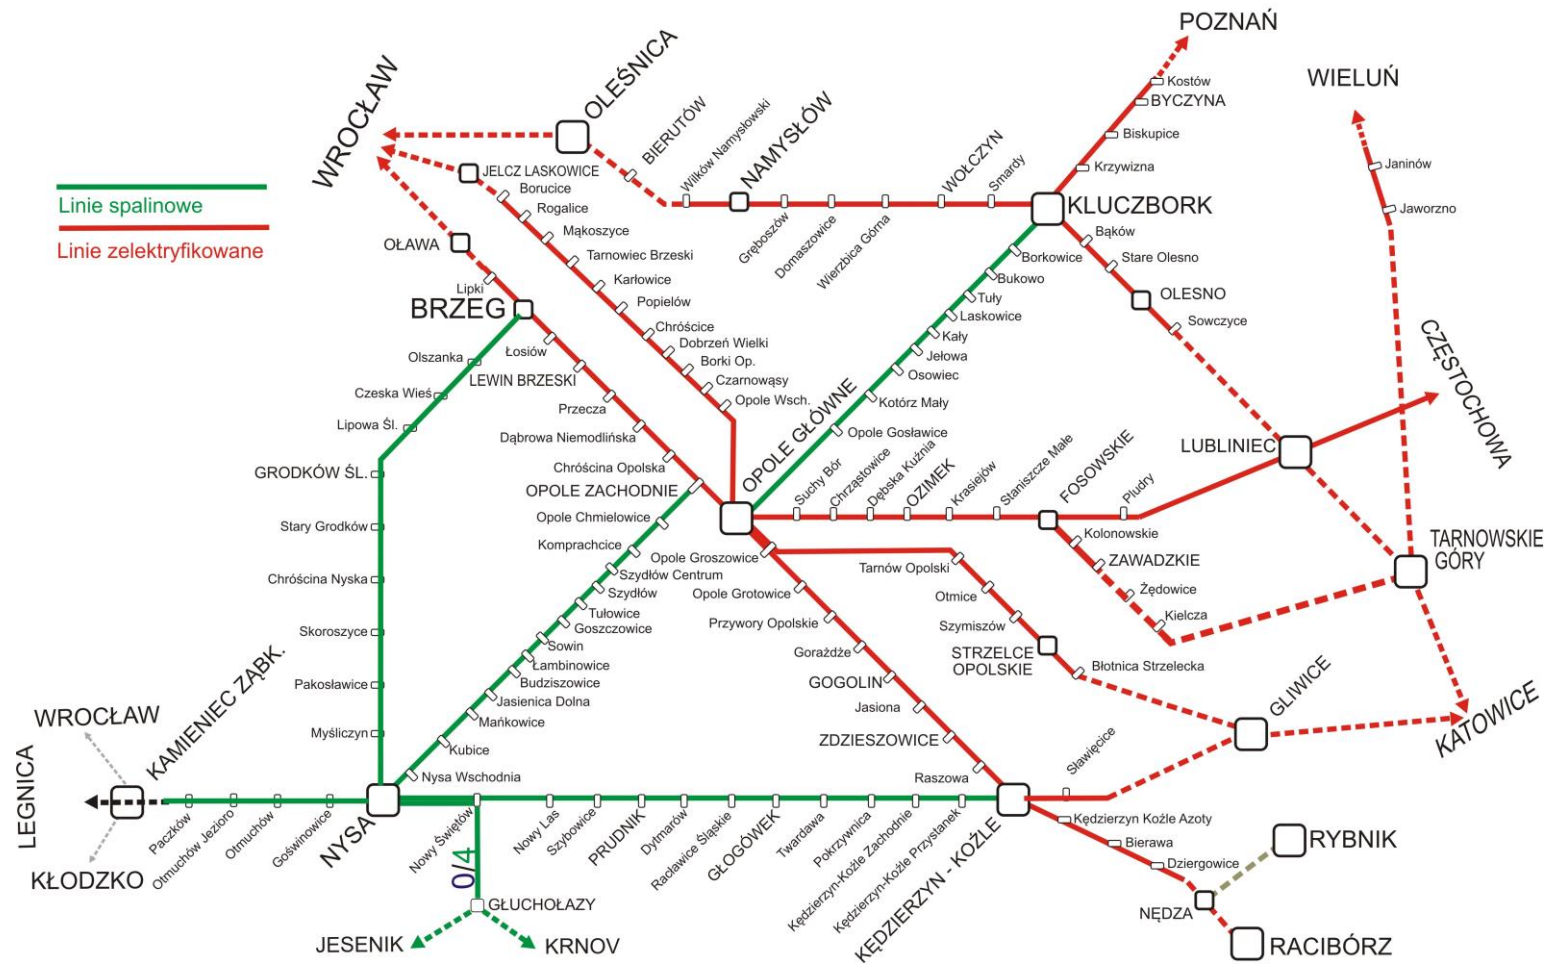 POZNAŃ
WIELUŃ
WROCŁAW
OLEŚNICA
BIERUTÓW
Wilków Namysłowski
NAMYSŁÓW
Gręboszów
Domaszowice
Wierzbica Górna
WOŁCZYN
Smardy
KLUCZBORK
Kostów
BYCZYNA
Biskupice
Krzywizna
Janinów
Jaworzno
Linie spalinowe
Linie zelektryfikowane
JELCZ LASKOWICE
Borucice
Rogalice
Mąkoszyce
Tarnowiec Brzeski
Karłowice
Popielów
Chróścice
Dobrzeń Wielki
Borki Op.
Czarnowąsy
Opole Wsch.
OŁAWA
Lipki
BRZEG
Łosiów
LEWIN BRZESKI
Przecza
Dąbrowa Niemodlińska
Chróścina Opolska
OPOLE ZACHODNIE
OPOLE GŁÓWNE
Borkowice
Bukowo
Tuły
Laskowice
Kały
Jełowa
Osowiec
Kotórz Mały
Opole Gosławice
Bąków
Stare Olesno
OLESNO
Sowczyce
LUBLINIEC
CZĘSTOCHOWA
TARNOWSKIE
GÓRY
Suchy Bór
Chrząstowice
Dębska Kuźnia
OZIMEK
Krasiejów
Staniszcze Małe
FOSOWSKIE
Pludry
Kolonowskie
ZAWADZKIE
Żędowice
Kielcza
Olszanka
Czeska Wieś
Lipowa Śl.
GRODKÓW ŚL.
Stary Grodków
Chróścina Nyska
Skoroszyce
Pakosławice
Myśliczyn
Opole Chmielowice
Komprachcice
Szydłów Centrum
Szydłów
Tułowice
Goszczowice
Sowin
Łambinowice
Budziszowice
Jasienica Dolna
Mańkowice
Kubice
Nysa Wschodnia
Opole Groszowice
Opole Grotowice
Przywory Opolskie
Gorażdże
GOGOLIN
Jasiona
ZDZIESZOWICE
Raszowa
Tarnów Opolski
Otmice
Szymiszów
STRZELCE
OPOLSKIE
Błotnica Strzelecka
GLIWICE
KATOWICE
Sławięcice
WROCŁAW
KAMIENIEC ZĄBK.
LEGNICA
KŁODZKO
Paczków
Otmuchów Jezioro
Otmuchów
Goświnowice
NYSA
Nowy Świętów
0/4
GŁUCHOŁAZY
JESENIK
KRNOV
Nowy Las
Szybowice
PRUDNIK
Dytmarów
Racławice Śląskie
GŁOGÓWEK
Twardawa
Pokrzywnica
Kędzierzyn-Koźle Zachodnie
Kędzierzyn-Koźle Przystanek
KĘDZIERZYN - KOŹLE
Kędzierzyn Koźle Azoty
Bierawa
Dziergowice
NĘDZA
RYBNIK
RACIBÓRZ